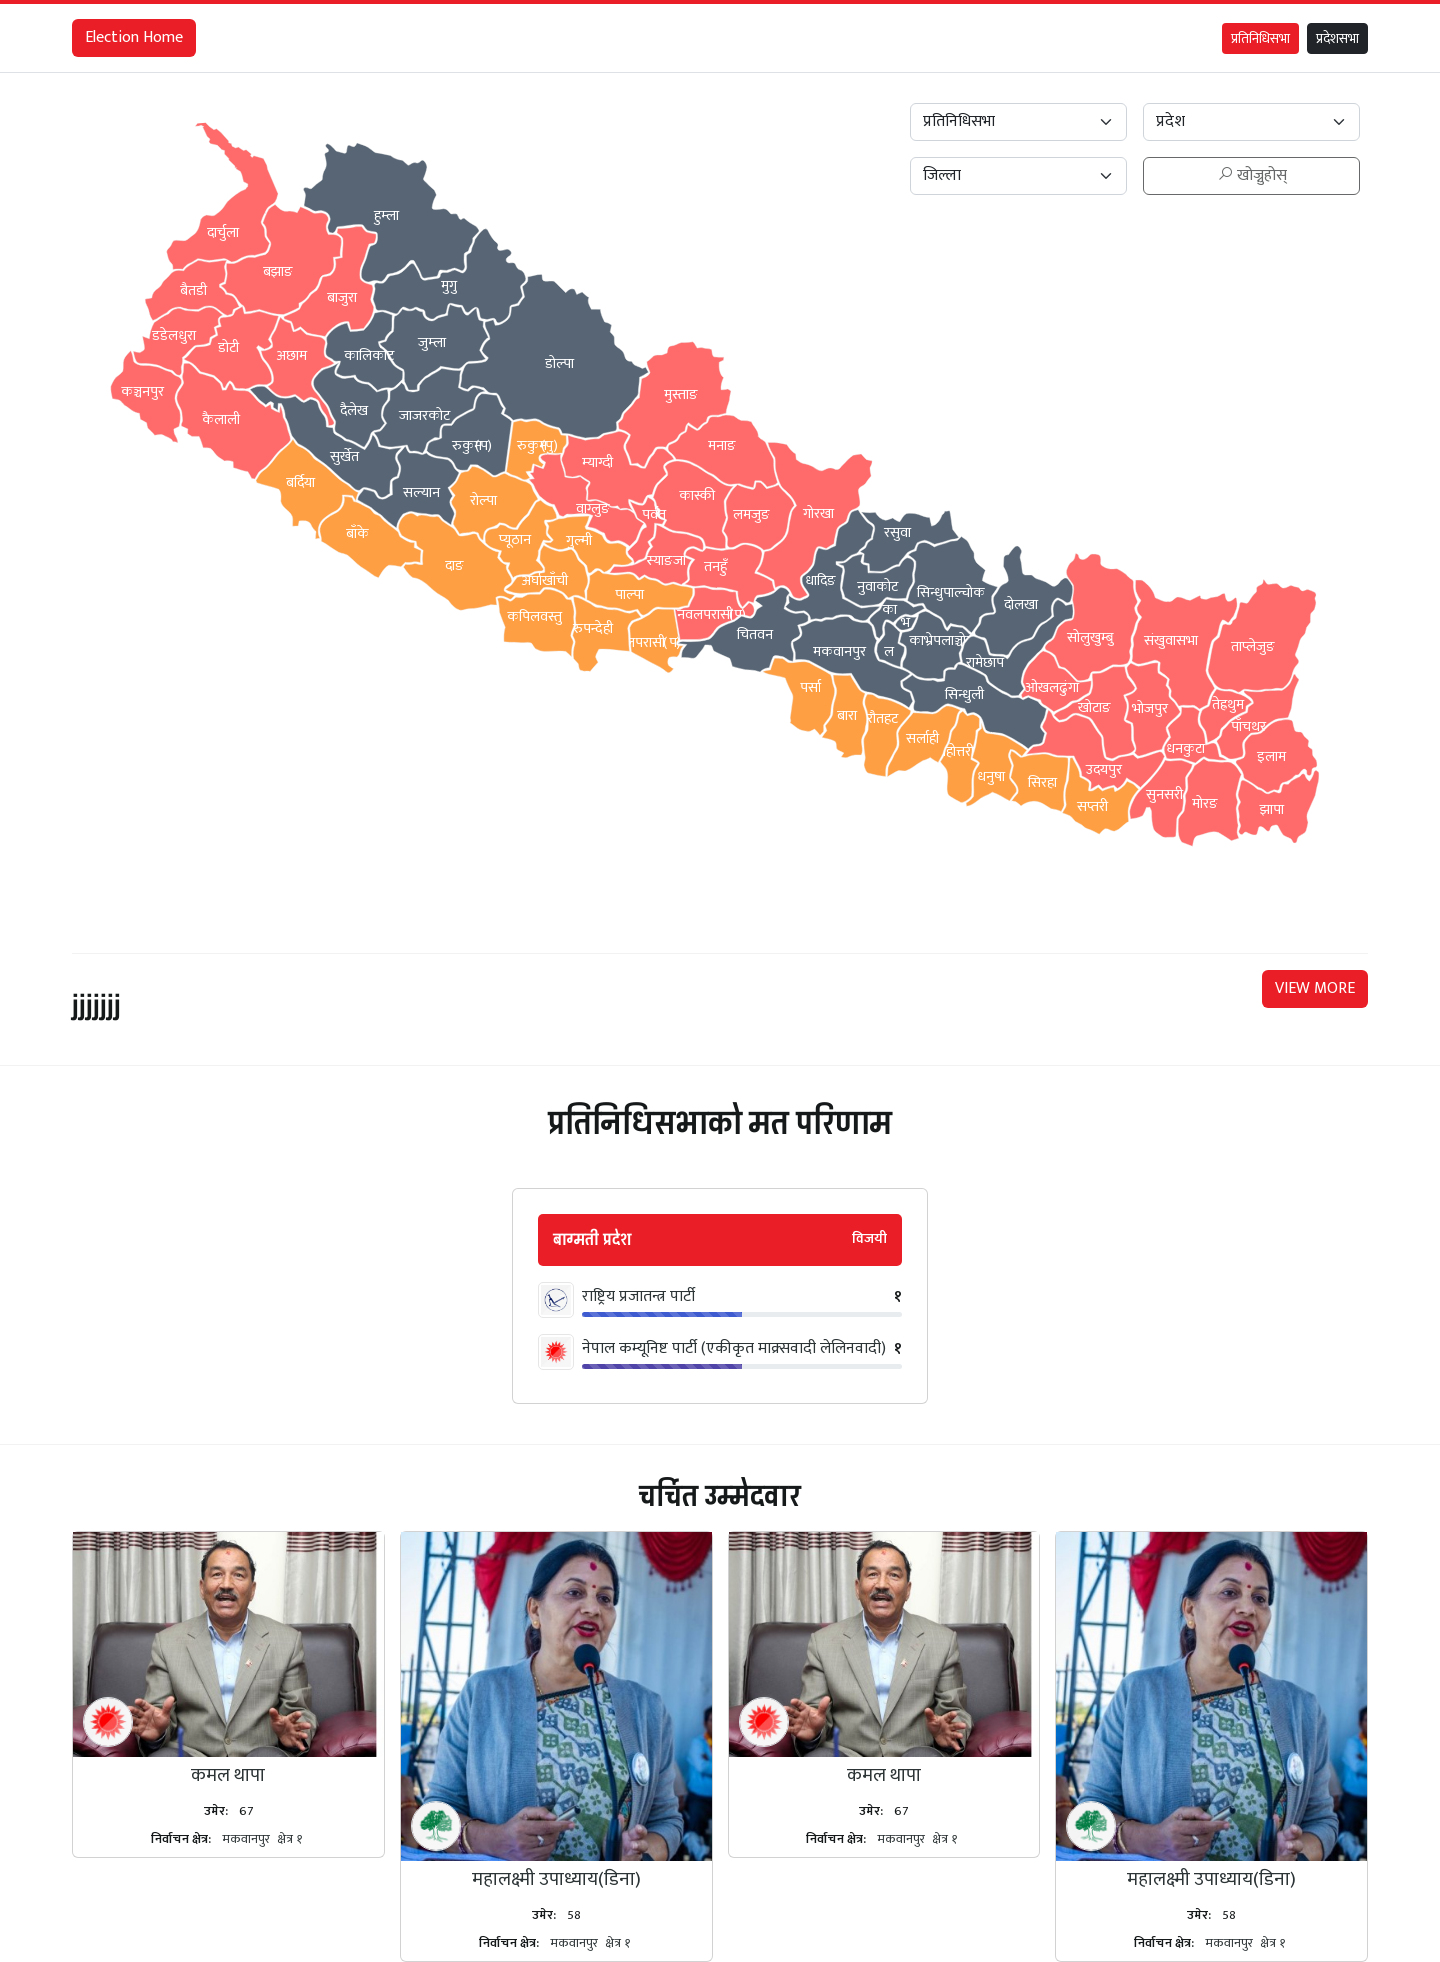 Election Home
प्रतिनिधिसभा
प्रदेशसभा
प्रतिनिधिसभा
प्रदेश
जिल्ला
खोज्नुहोस्
दार्चुला
हुम्ला
बझाङ
बैतडी
बाजुरा
मुगु
डडेलधुरा
डोटी
अछाम
कालिकाट
जुम्ला
डोल्पा
कञ्चनपुर
कैलाली
दैलेख
जाजरकोट
मुस्ताङ
सुर्खेत
रुकुम(प)
रुकुम(पु)
म्याग्दी
मनाङ
बर्दिया
सल्यान
रोल्पा
वाग्लुङ
पर्वत
कास्की
लमजुङ
गोरखा
बाँके
प्यूठान
गुल्मी
रसुवा
दाङ
अर्घाखाँची
स्याङजा
तनहुँ
धादिङ
नुवाकोट
सिन्धुपाल्चोक
पाल्पा
का
दोलखा
कपिलवस्तु
रुपन्देही
नवलपरासी
चितवन
भ
काभ्रेपलाञ्चो
मकवानपुर
ल
रामेछाप
सोलुखुम्बु
सखुवासभा
ताप्लेजुङ
पर्सा
सिन्धुली
ओखलढुंगा
खोटाङ
भोजपुर
तेह्रथुम
बारा
रौतहट
सर्लाही
पाँचथर
धनकुटा
इलाम
धनुषा
सिरहा
उदयपुर
सप्तरी
सुनसरी
मोरङ
झापा
jjjjjjj
VIEW MORE
प्रतिनिधिसभाको मत परिणाम
बाग्मती प्रदेश
विजयी
राष्ट्रिय प्रजातन्त्र पार्टी
१
नेपाल कम्यूनिष्ट पार्टी (एकीकृत माक्र्सवादी लेलिनवादी)
१
चर्चित उम्मेदवार
कमल थापा
उमेर: 67
निर्वाचन क्षेत्र: मकवानपुर क्षेत्र १
महालक्ष्मी उपाध्याय(डिना)
उमेर: 58
निर्वाचन क्षेत्र: मकवानपुर क्षेत्र १
कमल थापा
उमेर: 67
निर्वाचन क्षेत्र: मकवानपुर क्षेत्र १
महालक्ष्मी उपाध्याय(डिना)
उमेर: 58
निर्वाचन क्षेत्र: मकवानपुर क्षेत्र १